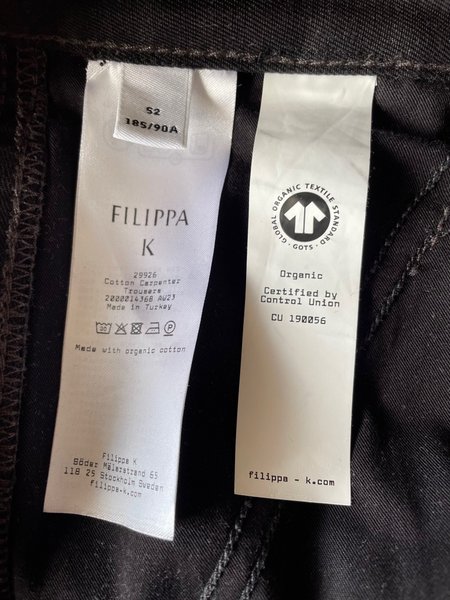 52
185/90A
FILIPPA
K
29926
Cotton Carpenter
Trousers
2000014368 AW23
Made in Turkey
Made with organic cotton
Filippa K
Söder Mälarstrand 65
118 25 Stockholm Sweden
filippa-k.com
GLOBAL ORGANIC TEXTILE STANDARD
· GOTS ·
Organic
Certified by
Control Union
CU 190056
filippa - k.com